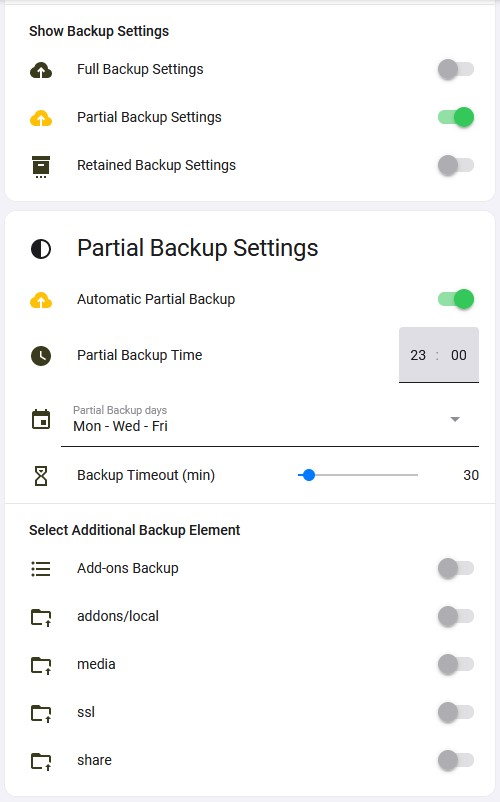 Show Backup Settings
Full Backup Settings
Partial Backup Settings
Retained Backup Settings
Partial Backup Settings
Automatic Partial Backup
Partial Backup Time 23 : 00
Partial Backup days
Mon - Wed - Fri
Backup Timeout (min) 30
Select Additional Backup Element
Add-ons Backup
addons/local
media
ssl
share